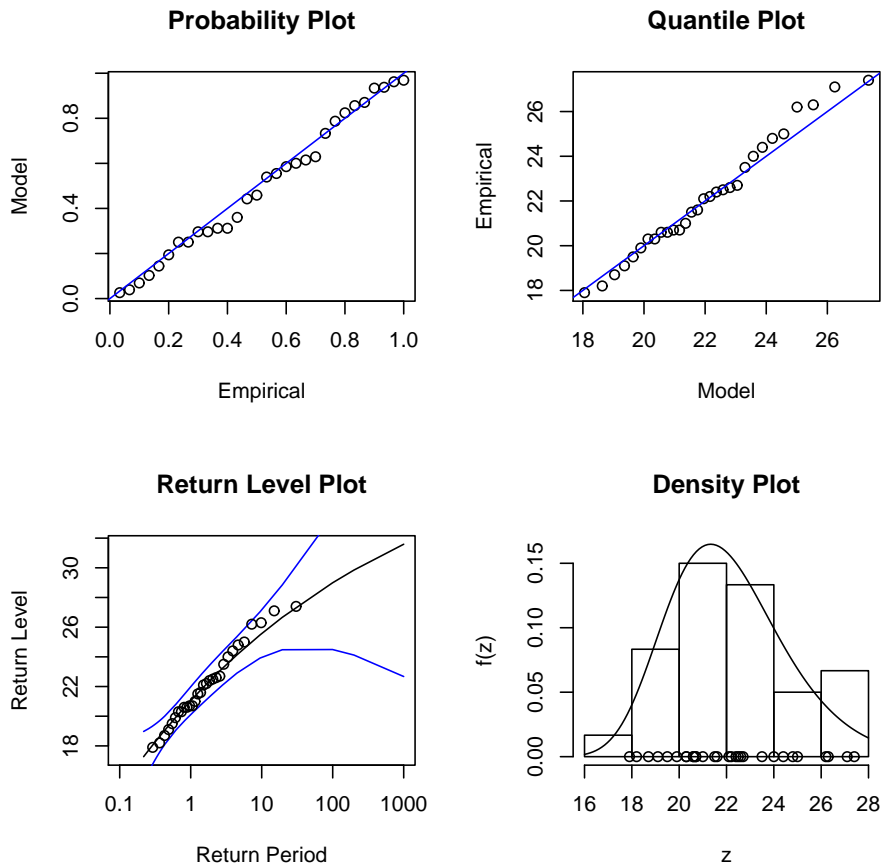 Probability Plot
Model
0.0 0.4 0.8
0.0 0.2 0.4 0.6 0.8 1.0
Empirical
Quantile Plot
Empirical
18 20 22 24 26
18 20 22 24 26
Model
Return Level Plot
Return Level
18 22 26 30
0.1 1 10 100 1000
Return Period
Density Plot
f(z)
0.00 0.05 0.10 0.15
16 18 20 22 24 26 28
z